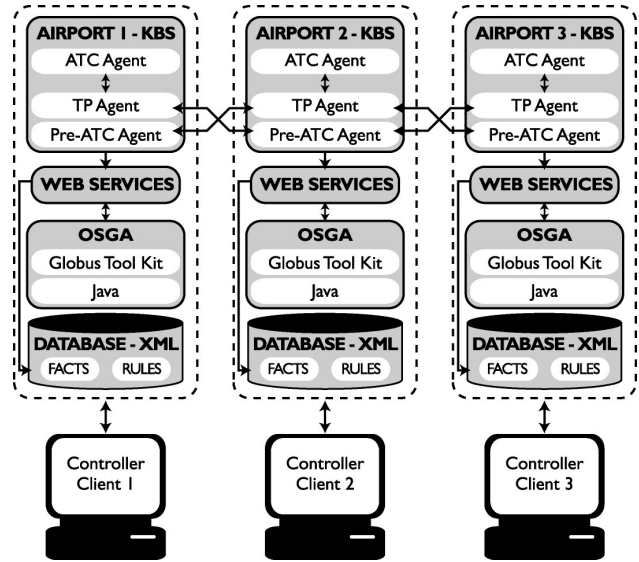 AIRPORT 1 - KBS
ATC Agent
TP Agent
Pre-ATC Agent
WEB SERVICES
OSGA
Globus Tool Kit
Java
DATABASE - XML
FACTS
RULES
Controller
Client 1
AIRPORT 2 - KBS
ATC Agent
TP Agent
Pre-ATC Agent
WEB SERVICES
OSGA
Globus Tool Kit
Java
DATABASE - XML
FACTS
RULES
Controller
Client 2
AIRPORT 3 - KBS
ATC Agent
TP Agent
Pre-ATC Agent
WEB SERVICES
OSGA
Globus Tool Kit
Java
DATABASE - XML
FACTS
RULES
Controller
Client 3